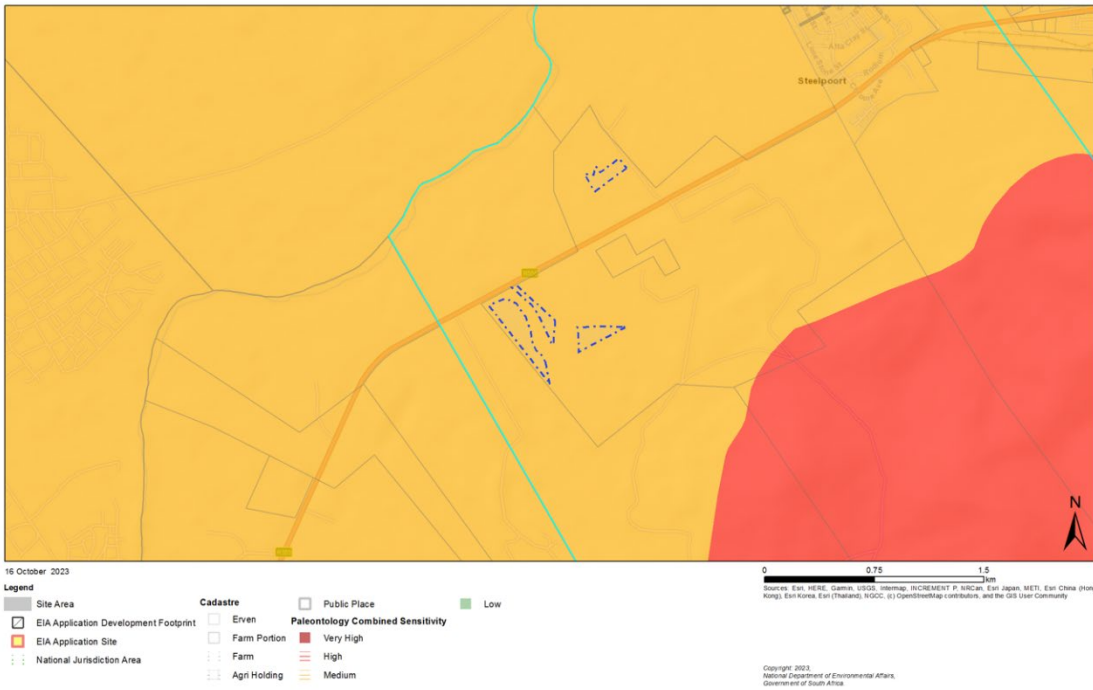 Steelpoort
16 October 2023
Legend
Site Area
EIA Application Development Footprint
EIA Application Site
National Jurisdiction Area
Cadastre
Erven
Farm Portion
Farm
Agri Holding
Public Place
Paleontology Combined Sensitivity
Very High
High
Medium
Low
N
0 0.75 1.5
km
Sources: Esri, HERE, Garmin, USGS, Intermap, INCREMENT P, NRCan, Esri Japan, METI, Esri China (Hong
Kong), Esri Korea, Esri (Thailand), NGCC, (c) OpenStreetMap contributors, and the GIS User Community
Copyright: 2023,
National Department of Environmental Affairs,
Government of South Africa.